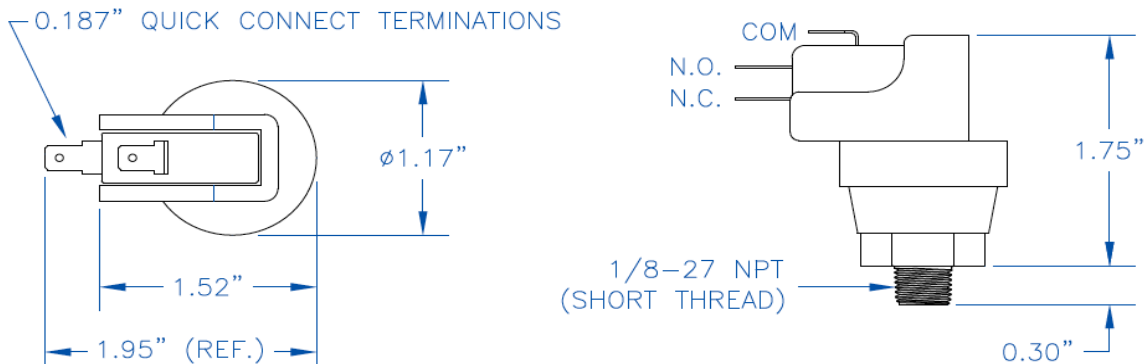 0.187” QUICK CONNECT TERMINATIONS
ø1.17”
1.52”
1.95” (REF.)
COM
N.O.
N.C.
1.75”
1/8–27 NPT
(SHORT THREAD)
0.30”